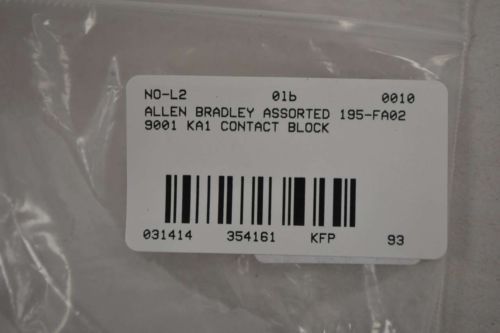 NO-L2 01b 0010
ALLEN BRADLEY ASSORTED 195-FA02
9001 KA1 CONTACT BLOCK
031414 354161 KFP 93